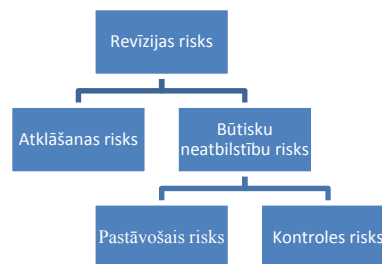 Revīzijas risks
Atklāšanas risks
Būtisku
neatbilstību risks
Pastāvošais risks
Kontroles risks